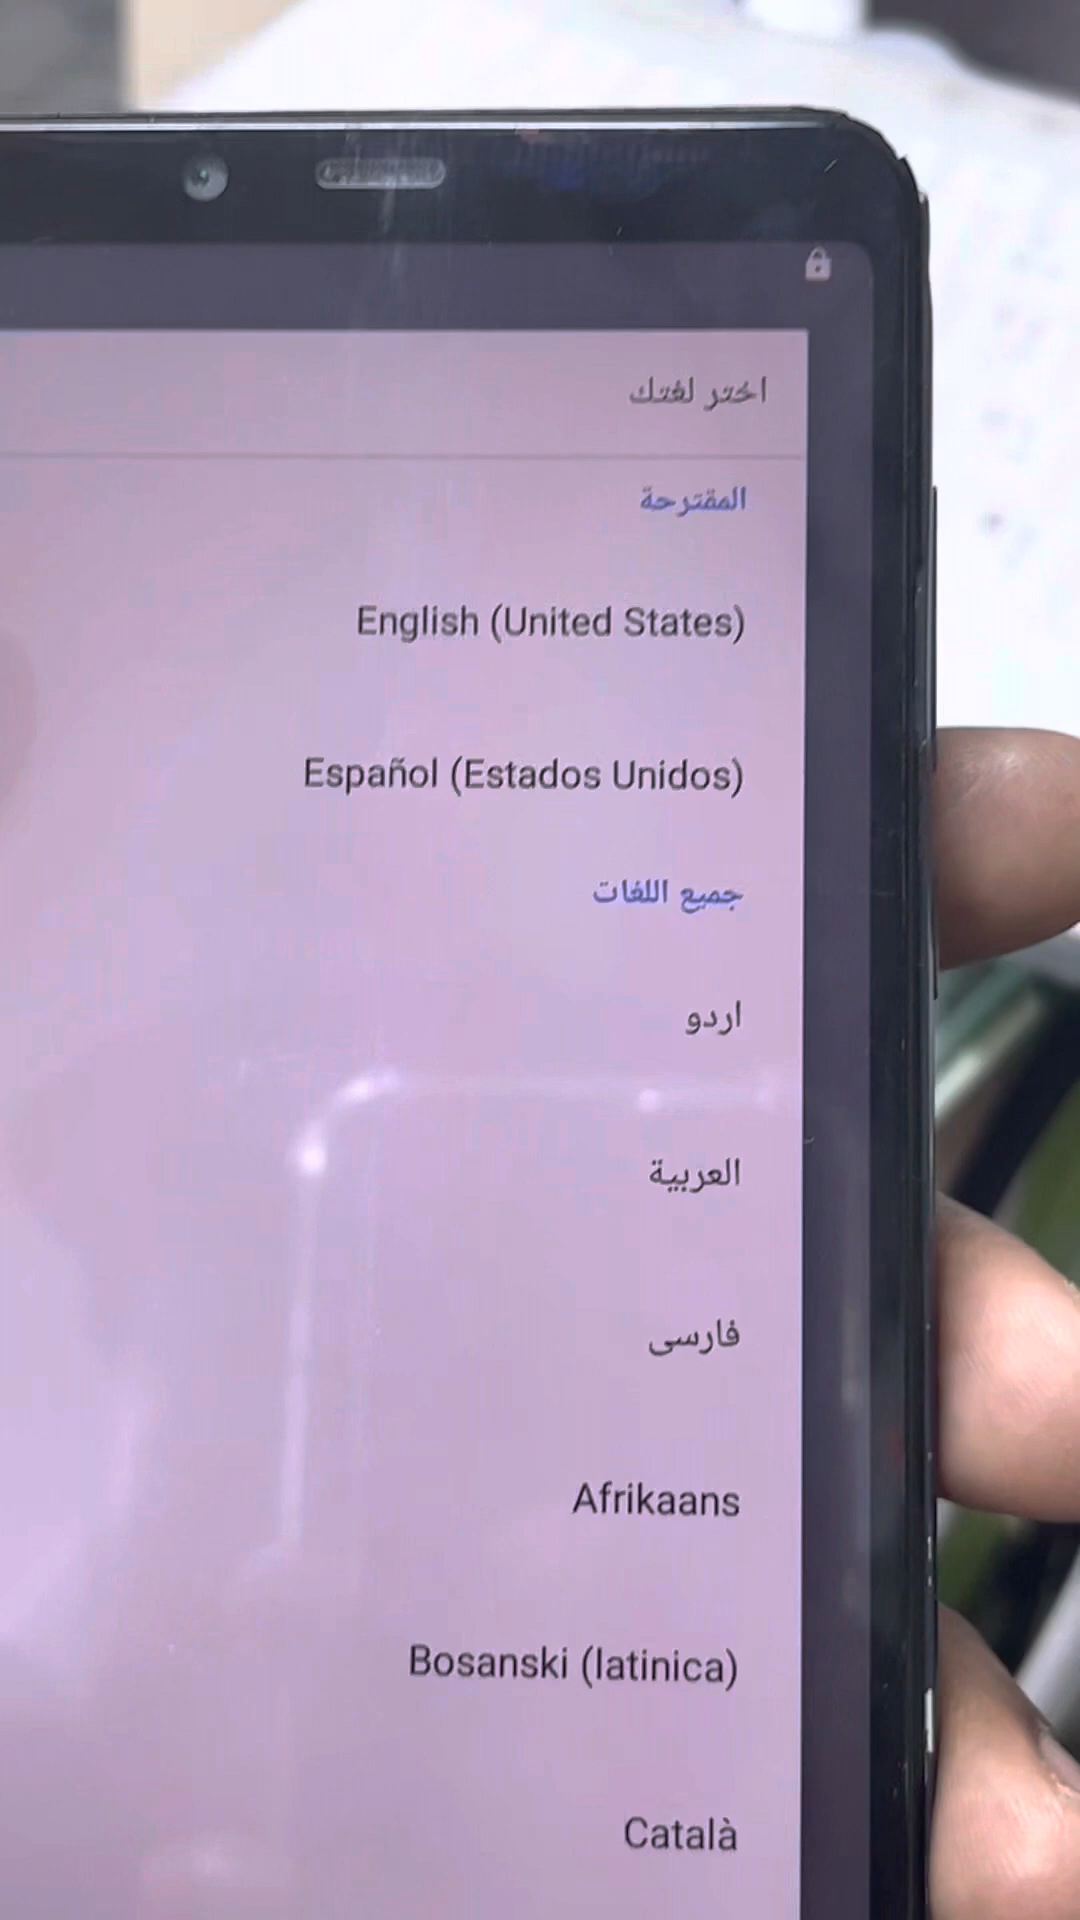 اختر لغتك
المقترحة
English (United States)
Español (Estados Unidos)
جميع اللغات
اردو
العربية
فارسی
Afrikaans
Bosanski (latinica)
Català